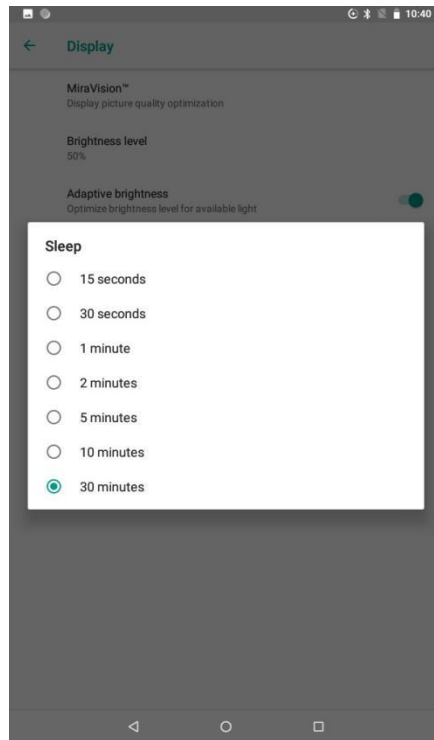 10:40
Display
MiraVision™
Display picture quality optimization
Brightness level
50%
Adaptive brightness
Optimize brightness level for available light
Sleep
15 seconds
30 seconds
1 minute
2 minutes
5 minutes
10 minutes
30 minutes